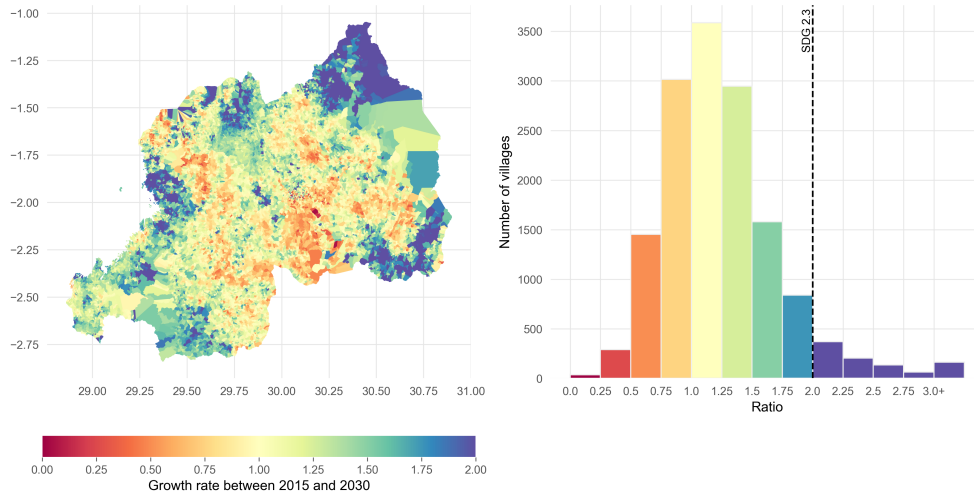 −1.00
−1.25
−1.50
−1.75
−2.00
−2.25
−2.50
−2.75
29.00 29.25 29.50 29.75 30.00 30.25 30.50 30.75 31.00
0.00 0.25 0.50 0.75 1.00 1.25 1.50 1.75 2.00
Growth rate between 2015 and 2030
SDG 2.3
Number of villages
3500
3000
2500
2000
1500
1000
500
0
0.0 0.25 0.5 0.75 1.0 1.25 1.5 1.75 2.0 2.25 2.5 2.75 3.0+
Ratio